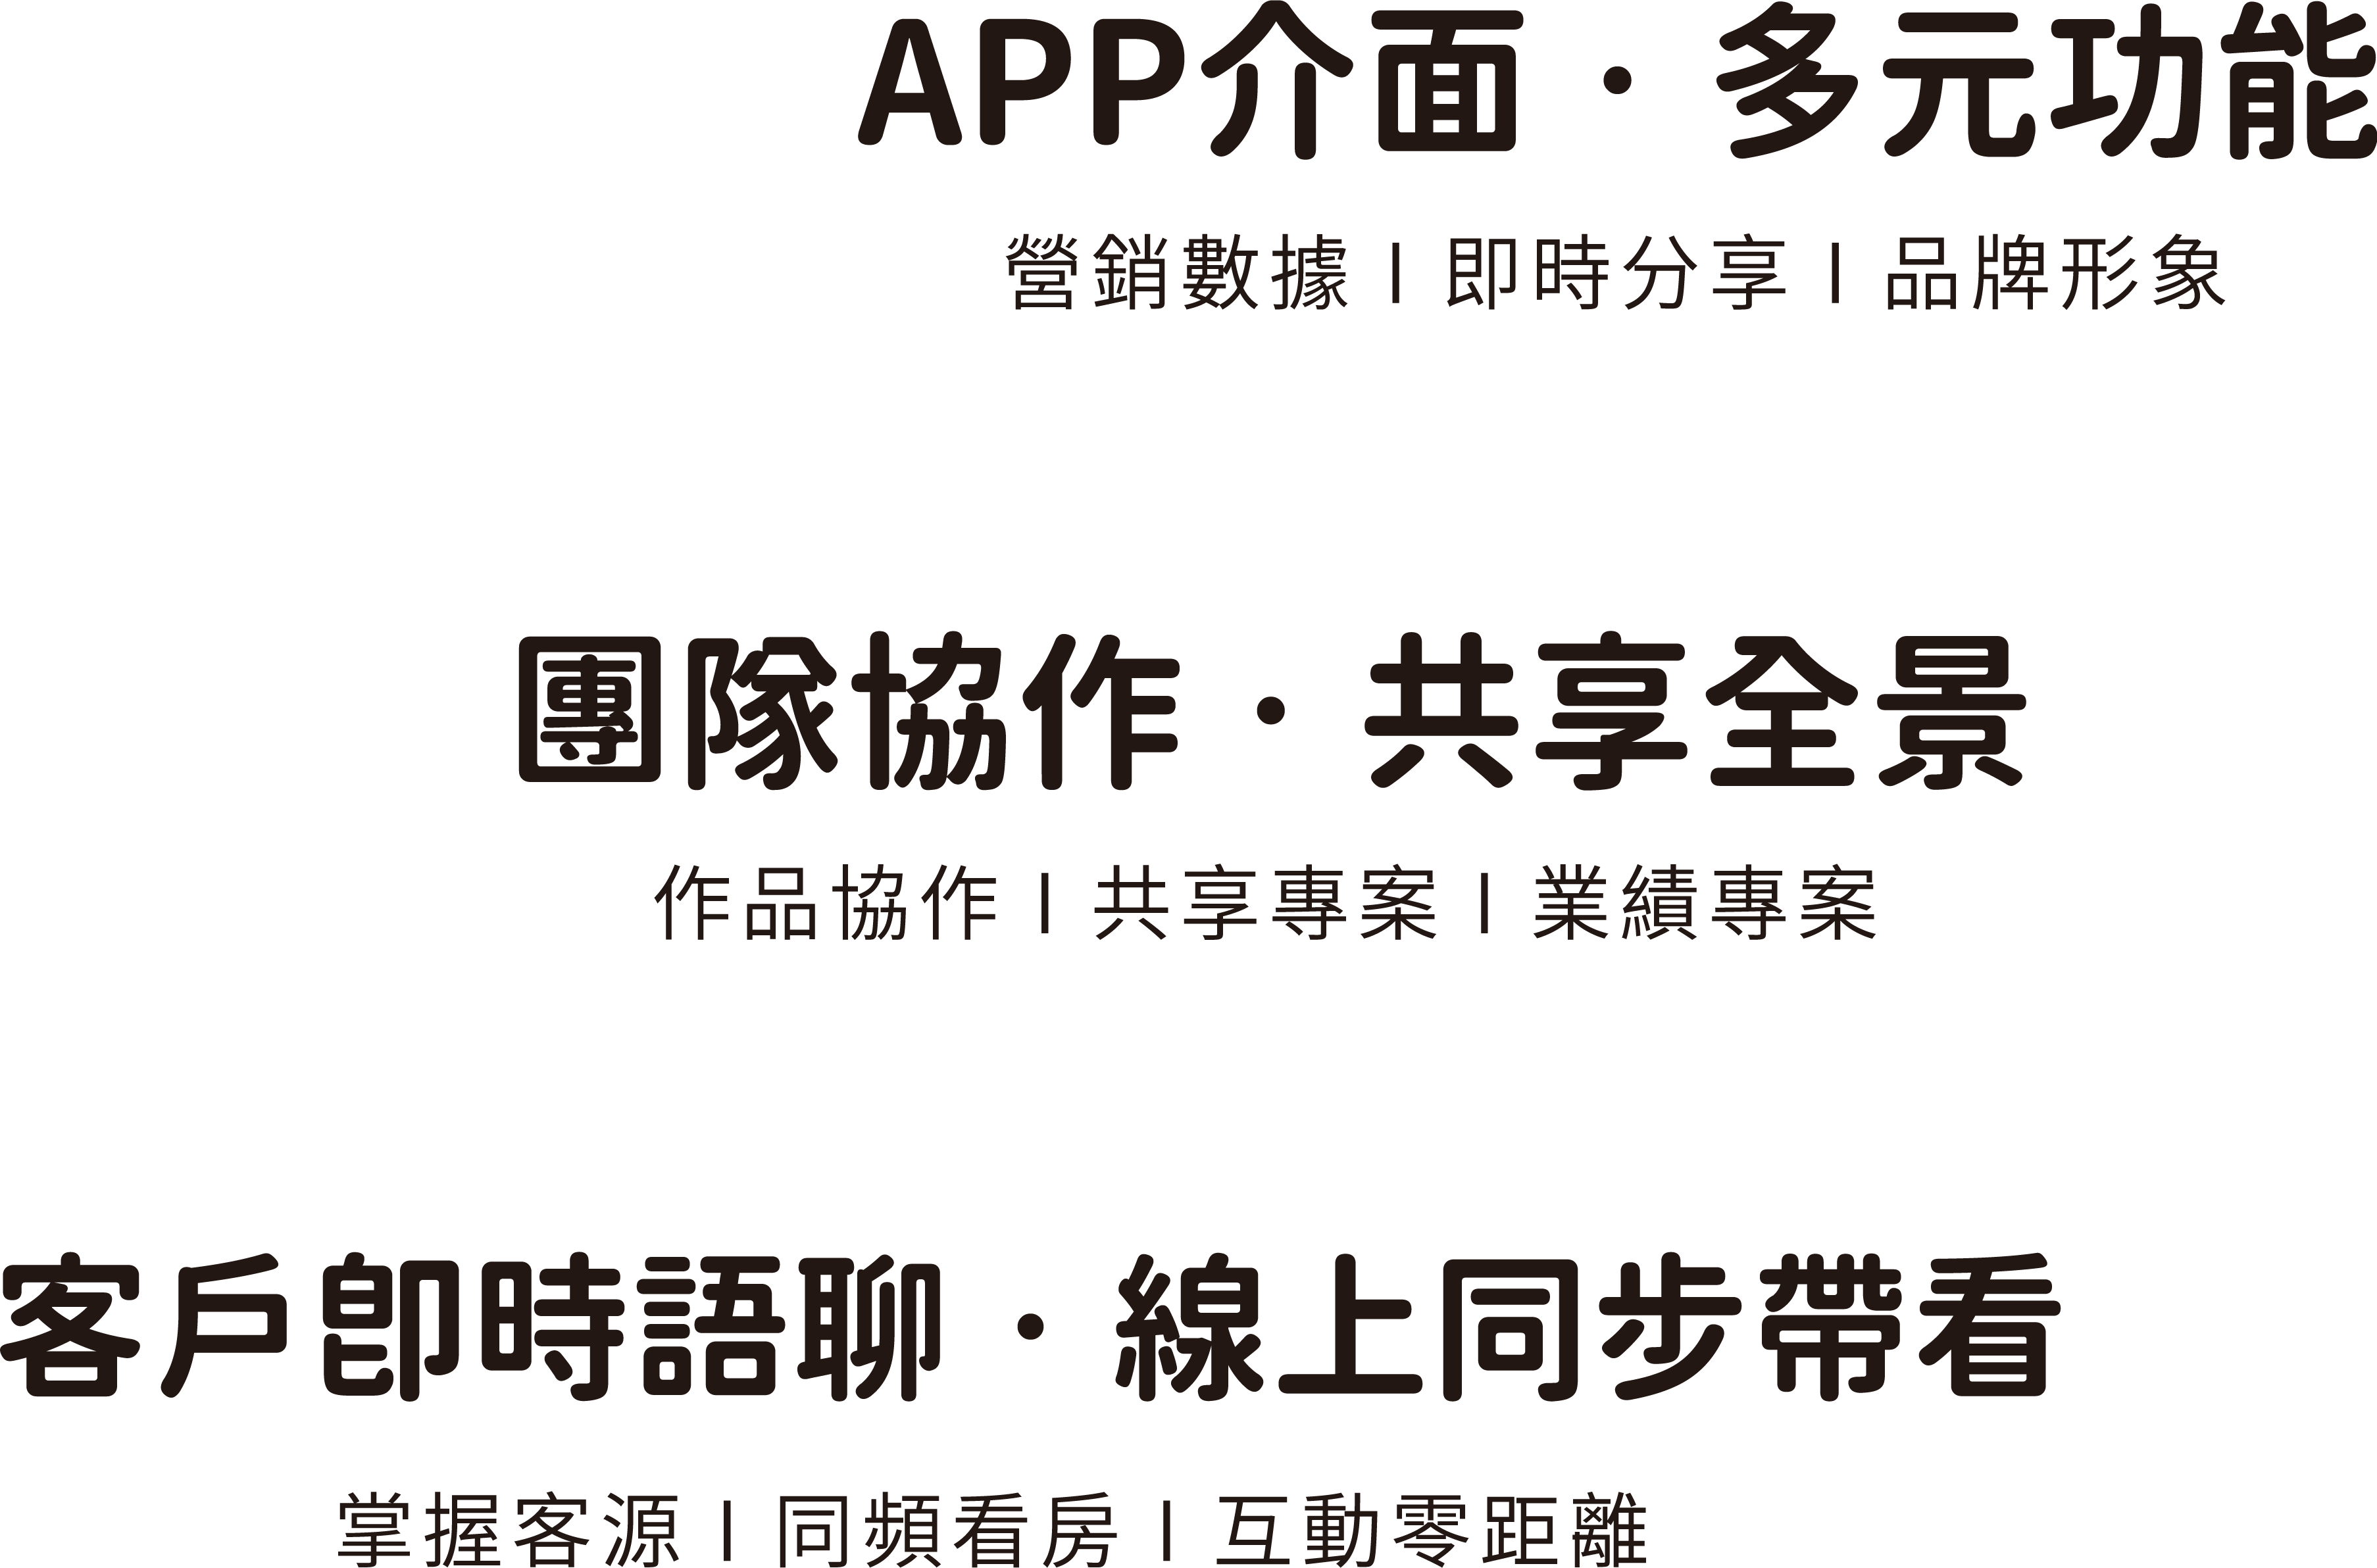 APP介面・多元功能
營銷數據 | 即時分享 | 品牌形象
團隊協作・共享全景
作品協作 | 共享專案 | 業績專案
客戶即時語聊・線上同步帶看
掌握客源 | 同頻看房 | 互動零距離